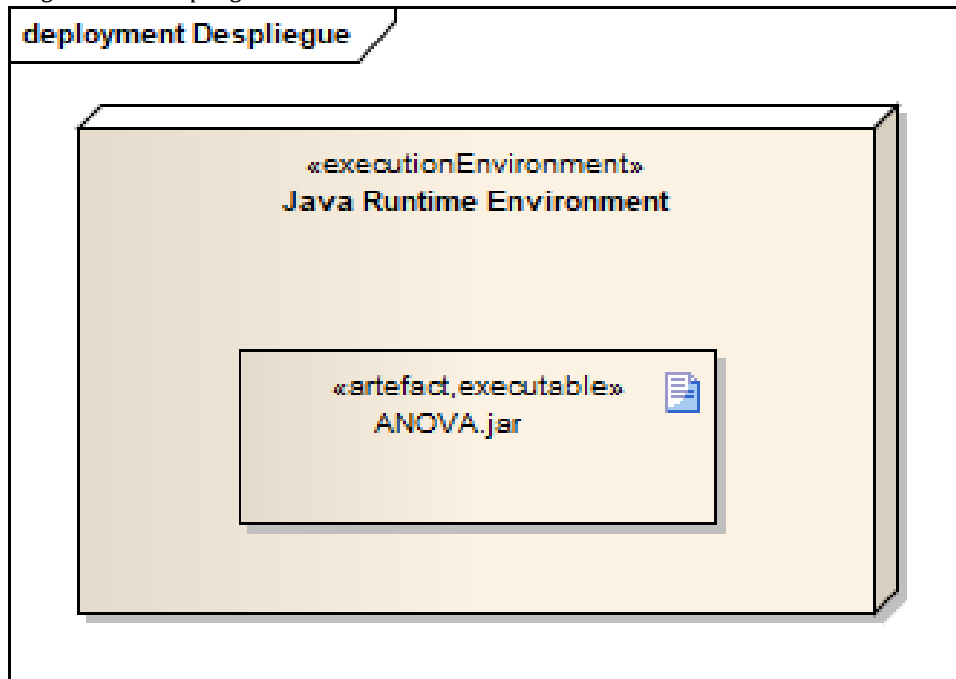 deployment Despliegue
«executionEnvironment»
Java Runtime Environment
«artefact,executable»
ANOVA.jar